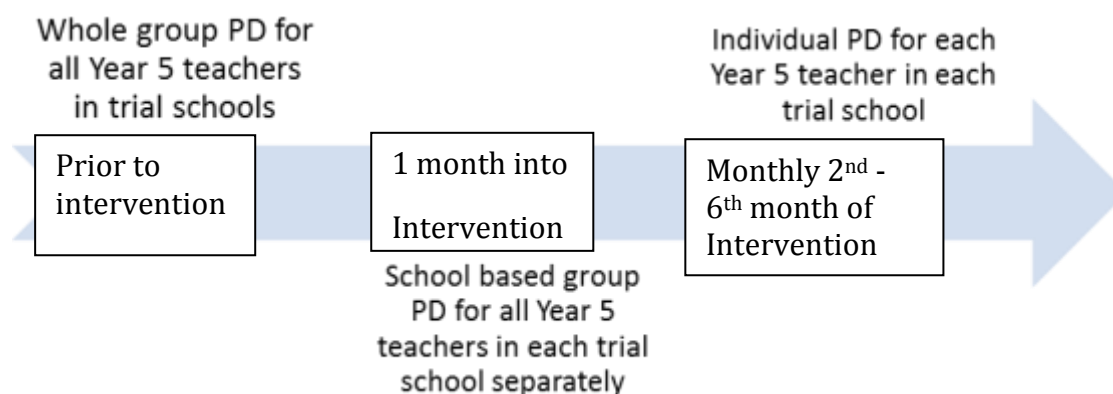 Whole group PD for
all Year 5 teachers
in trial schools
Prior to
intervention
1 month into
Intervention
School based group
PD for all Year 5
teachers in each trial
school separately
Individual PD for each
Year 5 teacher in each
trial school
Monthly 2nd -
6th month of
Intervention